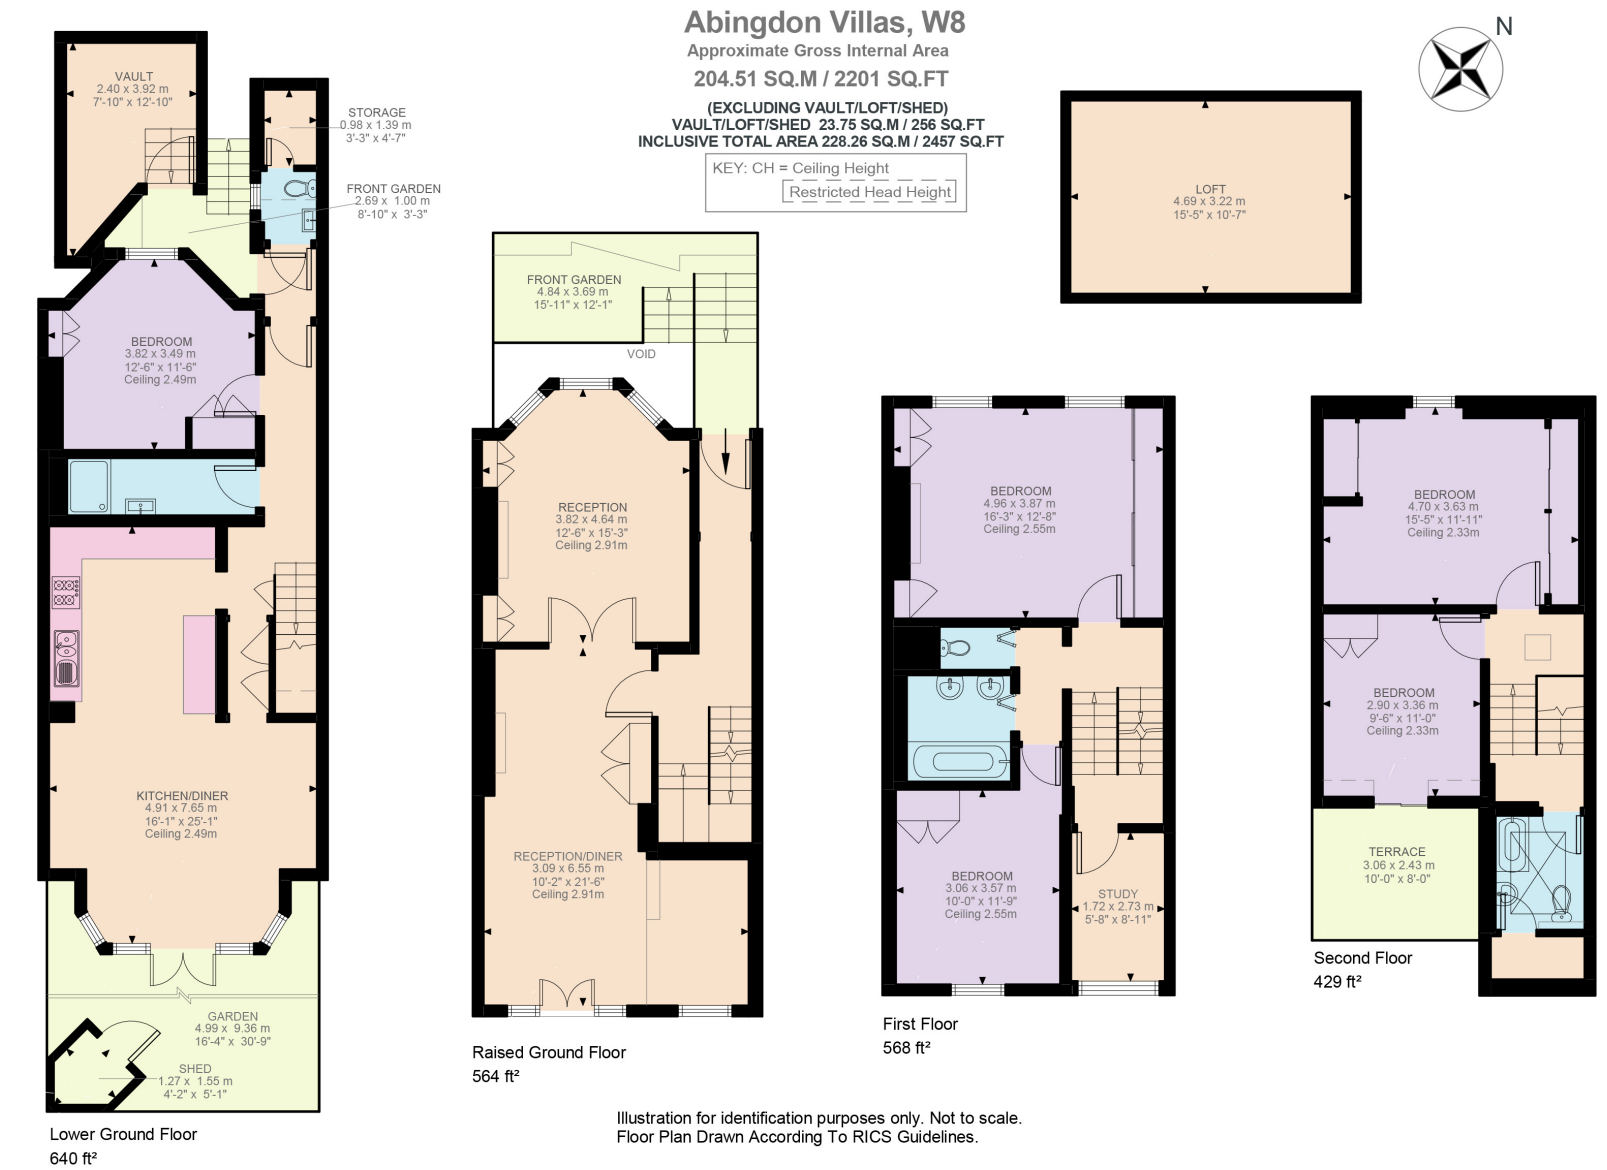 Abingdon Villas, W8
Approximate Gross Internal Area
204.51 SQ.M / 2201 SQ.FT
(EXCLUDING VAULT/LOFT/SHED)
VAULT/LOFT/SHED 23.75 SQ.M / 256 SQ.FT
INCLUSIVE TOTAL AREA 228.26 SQ.M / 2457 SQ.FT
KEY: CH = Ceiling Height
Restricted Head Height
N
VAULT
2.40 x 3.92 m
7'-10" x 12'-10"
STORAGE
0.98 x 1.39 m
3'-3" x 4'-7"
FRONT GARDEN
2.69 x 1.00 m
8'-10" x 3'-3"
BEDROOM
3.82 x 3.49 m
12'-6" x 11'-6"
Ceiling 2.49m
KITCHEN/DINER
4.91 x 7.65 m
16'-1" x 25'-1"
Ceiling 2.49m
GARDEN
4.99 x 9.36 m
16'-4" x 30'-9"
SHED
1.27 x 1.55 m
4'-2" x 5'-1"
Lower Ground Floor
640 ft²
FRONT GARDEN
4.84 x 3.69 m
15'-11" x 12'-1"
VOID
RECEPTION
3.82 x 4.64 m
12'-6" x 15'-3"
Ceiling 2.91m
RECEPTION/DINER
3.09 x 6.55 m
10'-2" x 21'-6"
Ceiling 2.91m
Raised Ground Floor
564 ft²
LOFT
4.69 x 3.22 m
15'-5" x 10'-7"
BEDROOM
4.96 x 3.87 m
16'-3" x 12'-8"
Ceiling 2.55m
BEDROOM
3.06 x 3.57 m
10'-0" x 11'-9"
Ceiling 2.55m
STUDY
1.72 x 2.73 m
5'-8" x 8'-11"
First Floor
568 ft²
BEDROOM
4.70 x 3.63 m
15'-5" x 11'-11"
Ceiling 2.33m
BEDROOM
2.90 x 3.36 m
9'-6" x 11'-0"
Ceiling 2.33m
TERRACE
3.06 x 2.43 m
10'-0" x 8'-0"
Second Floor
429 ft²
Illustration for identification purposes only. Not to scale.
Floor Plan Drawn According To RICS Guidelines.